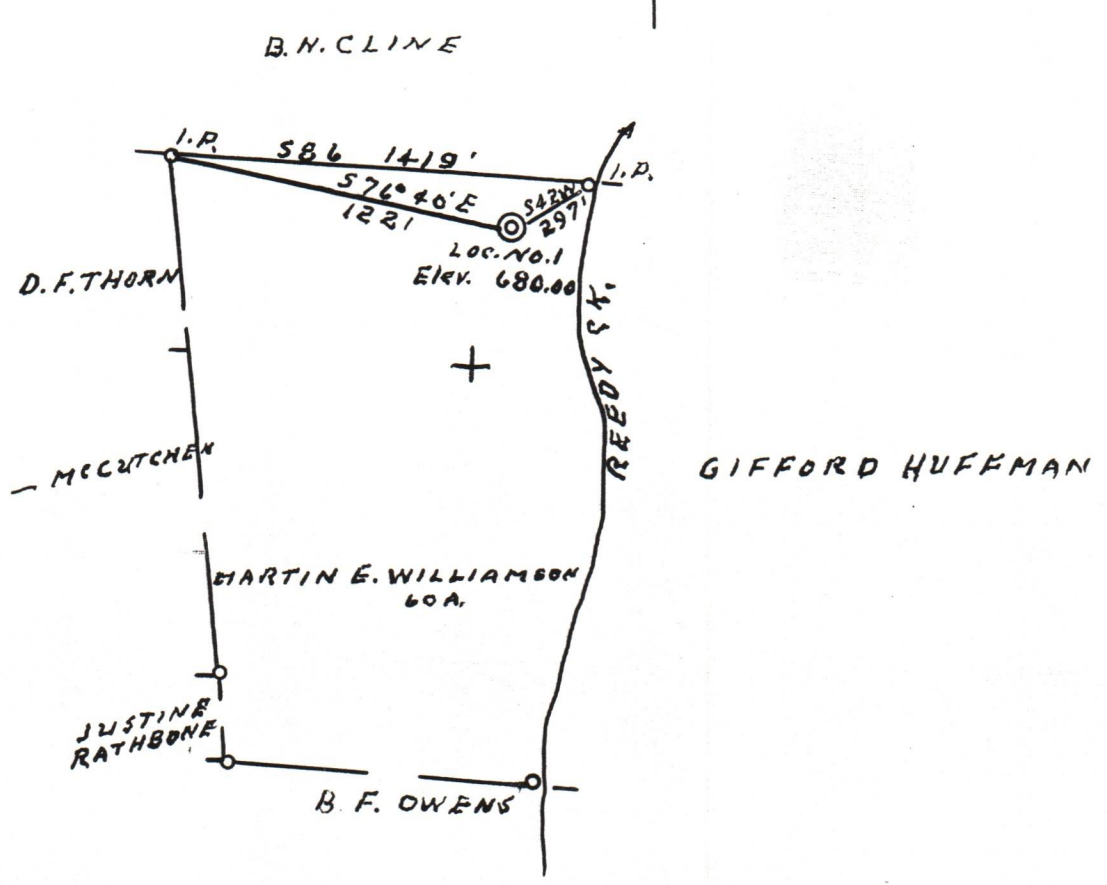 B.H. CLINE
I.P.
S86 1419'
I.P.
S76° 40' E
1221
S42W
297'
LOC. NO. 1
Elev. 680.00
D.F. THORN
REEDY CK.
McCUTCHEN
GIFFORD HUFFMAN
MARTIN E. WILLIAMSON
60 A.
JUSTINE
RATHBONE
B.F. OWENS